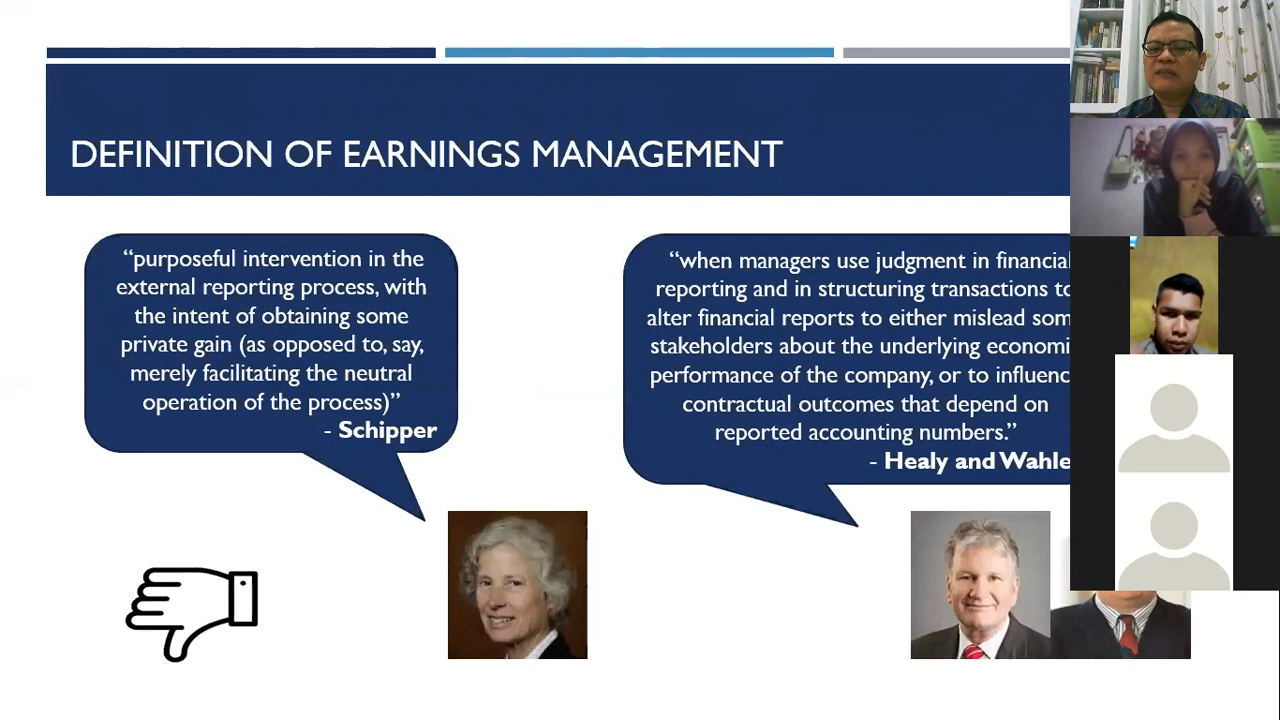 DEFINITION OF EARNINGS MANAGEMENT
“purposeful intervention in the
external reporting process, with
the intent of obtaining some
private gain (as opposed to, say,
merely facilitating the neutral
operation of the process)”
- Schipper
“when managers use judgment in financial
reporting and in structuring transactions to
alter financial reports to either mislead som
stakeholders about the underlying economi
performance of the company, or to influenc
contractual outcomes that depend on
reported accounting numbers.”
- Healy and Wahle